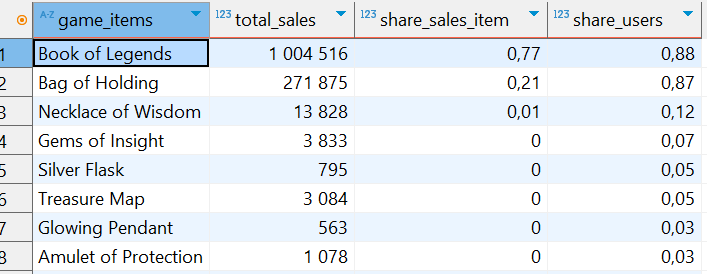 game_items total_sales share_sales_item share_users
1 Book of Legends 1 004 516 0,77 0,88
2 Bag of Holding 271 875 0,21 0,87
3 Necklace of Wisdom 13 828 0,01 0,12
4 Gems of Insight 3 833 0 0,07
5 Silver Flask 795 0 0,05
6 Treasure Map 3 084 0 0,05
7 Glowing Pendant 563 0 0,03
8 Amulet of Protection 1 078 0 0,03